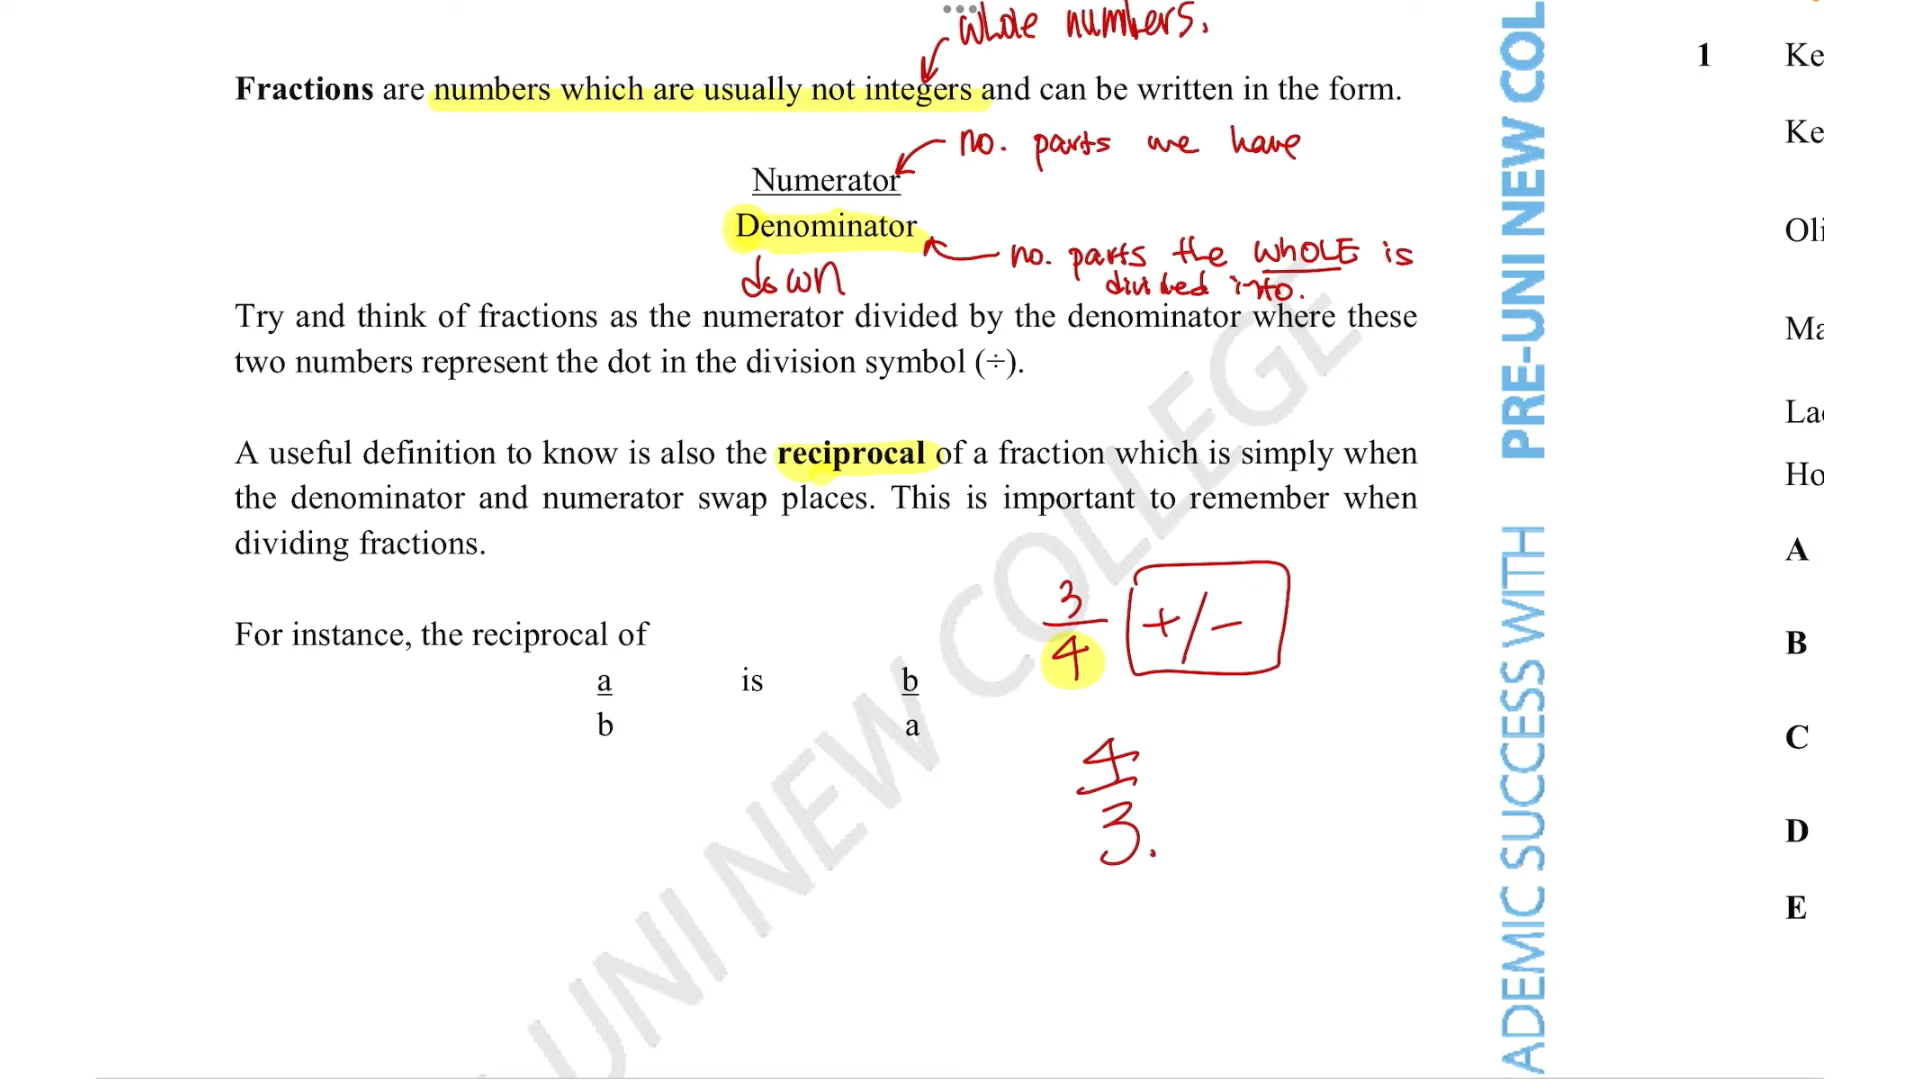 whole numbers.
Fractions are numbers which are usually not integers and can be written in the form.
no. parts we have
Numerator
Denominator
no. parts the WHOLE is
divided into.
down
Try and think of fractions as the numerator divided by the denominator where these
two numbers represent the dot in the division symbol (÷).
A useful definition to know is also the reciprocal of a fraction which is simply when
the denominator and numerator swap places. This is important to remember when
dividing fractions.
3
4
+/-
For instance, the reciprocal of
a is b
b a
4
3.
UNI NEW COLLEGE
ADEMIC SUCCESS WITH PRE-UNI NEW COL
1 Ke
Ke
Oli
Ma
La
Ho
A
B
C
D
E